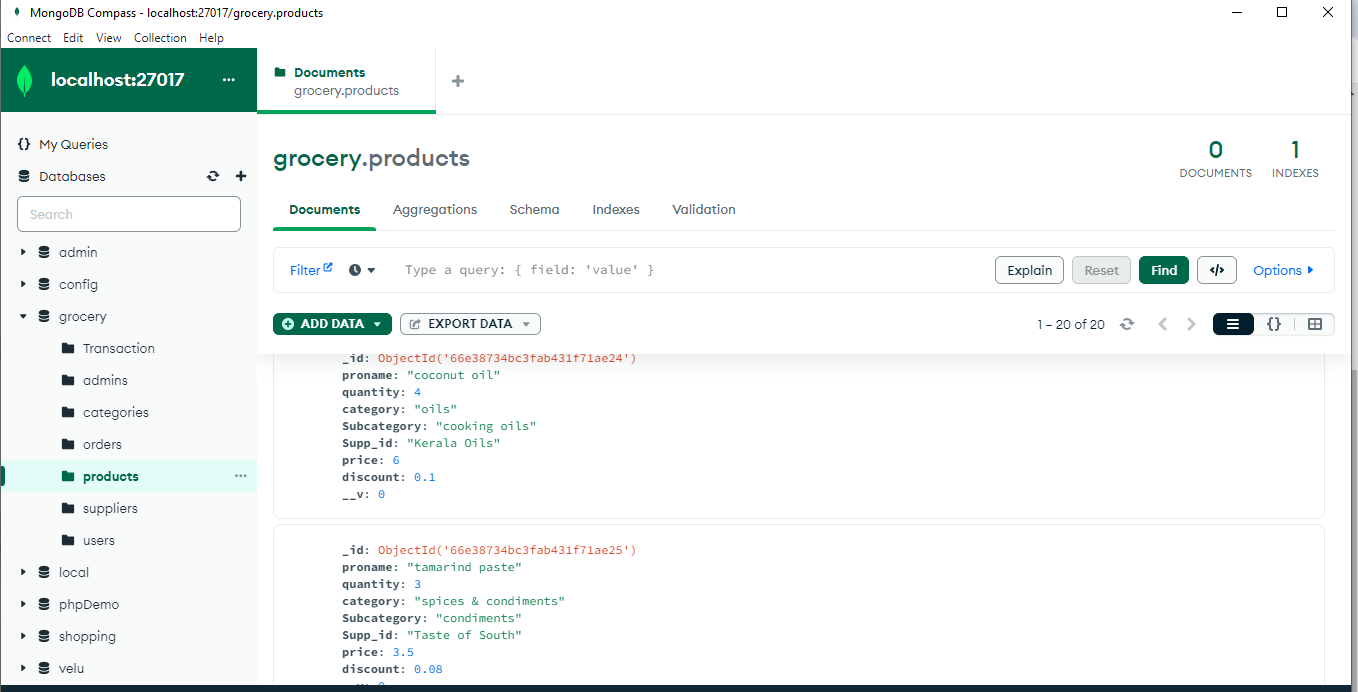 MongoDB Compass - localhost:27017/grocery.products
Connect Edit View Collection Help
localhost:27017 ...
Documents
grocery.products
+
{} My Queries
Databases
Search
admin
config
grocery
Transaction
admins
categories
orders
products ...
suppliers
users
local
phpDemo
shopping
velu
grocery.products
0
DOCUMENTS
1
INDEXES
Documents Aggregations Schema Indexes Validation
Filter Type a query: { field: 'value' } Explain Reset Find </> Options
ADD DATA EXPORT DATA 1 – 20 of 20 {}
_id: ObjectId('66e38734bc3fab431f71ae24')
proname: "coconut oil"
quantity: 4
category: "oils"
Subcategory: "cooking oils"
Supp_id: "Kerala Oils"
price: 6
discount: 0.1
__v: 0
_id: ObjectId('66e38734bc3fab431f71ae25')
proname: "tamarind paste"
quantity: 3
category: "spices & condiments"
Subcategory: "condiments"
Supp_id: "Taste of South"
price: 3.5
discount: 0.08